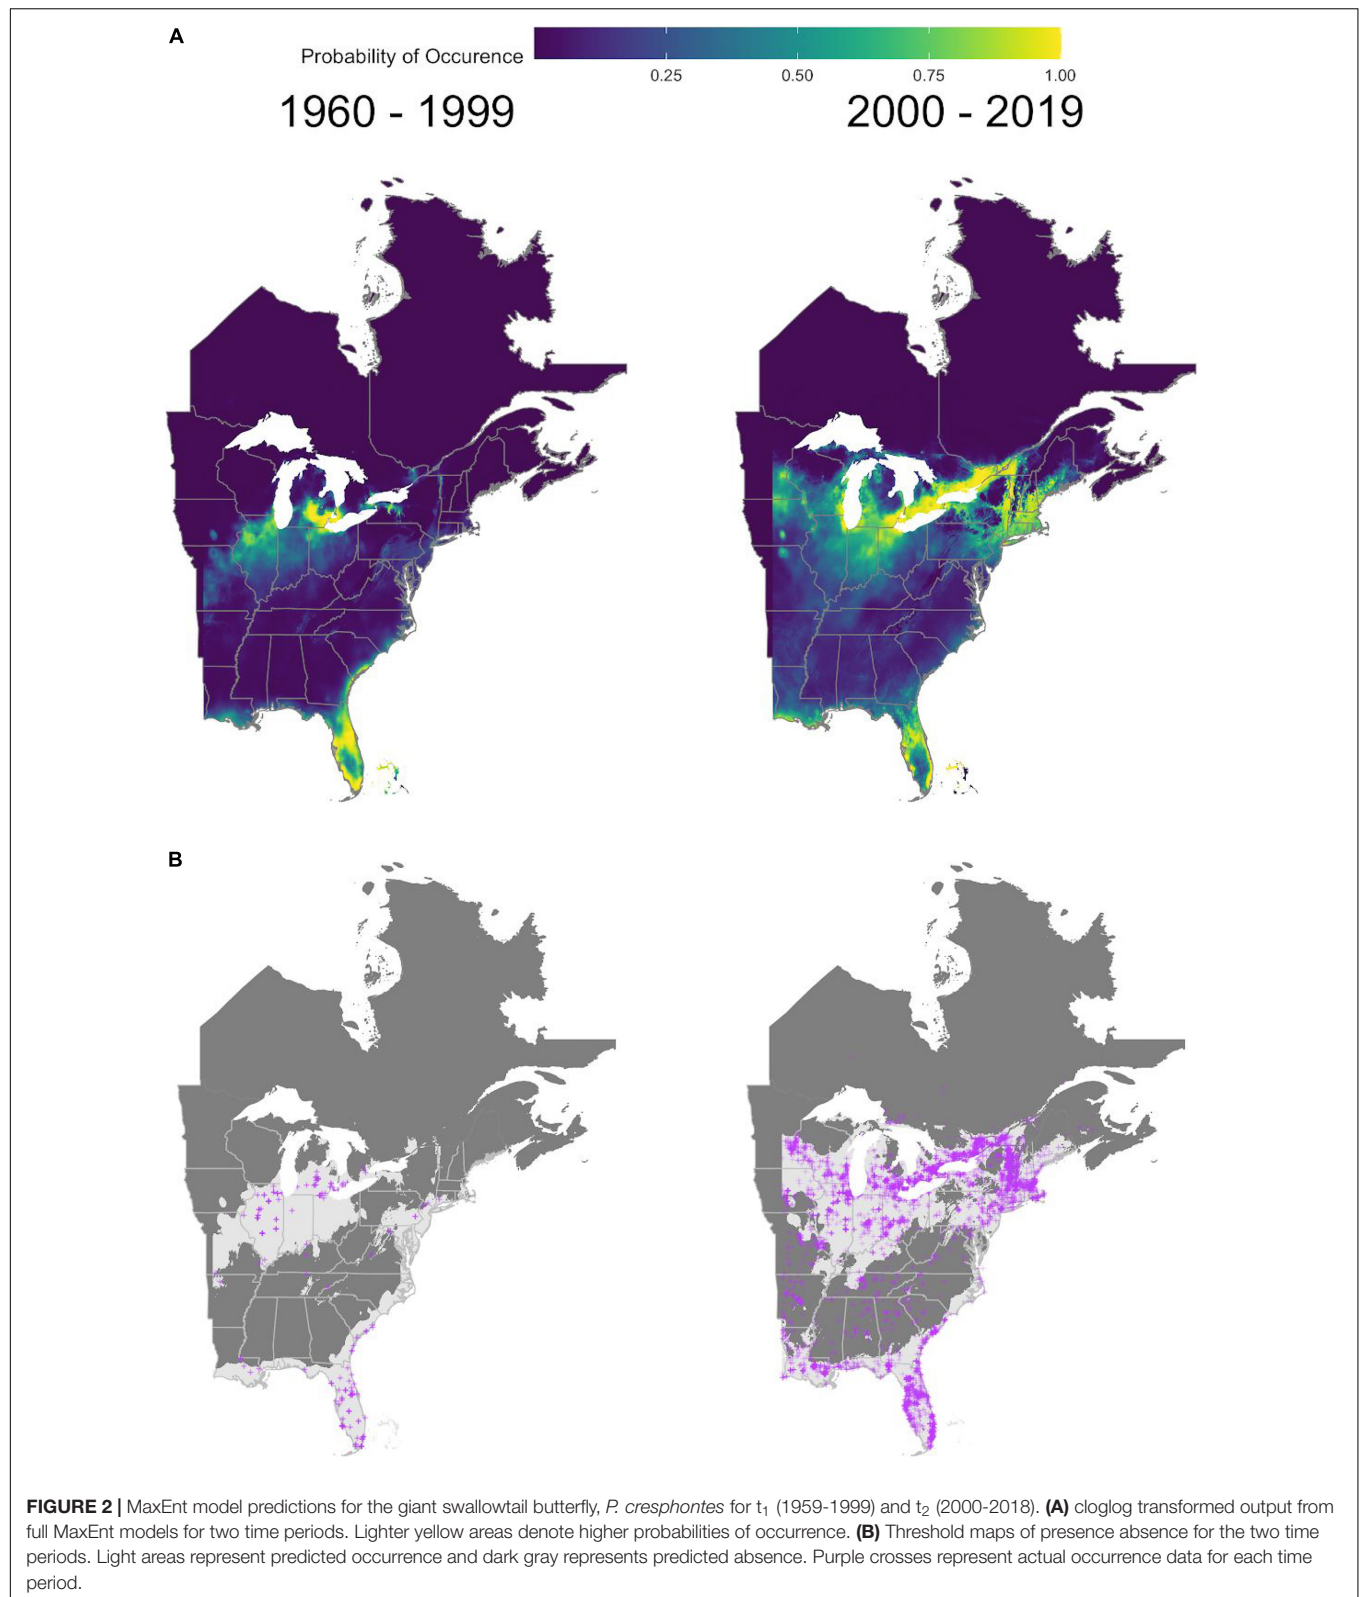 A
Probability of Occurence
0.25 0.50 0.75 1.00
1960 - 1999 2000 - 2019
B
FIGURE 2 | MaxEnt model predictions for the giant swallowtail butterfly, P. cresphontes for t1 (1959-1999) and t2 (2000-2018). (A) cloglog transformed output from
full MaxEnt models for two time periods. Lighter yellow areas denote higher probabilities of occurrence. (B) Threshold maps of presence absence for the two time
periods. Light areas represent predicted occurrence and dark gray represents predicted absence. Purple crosses represent actual occurrence data for each time
period.